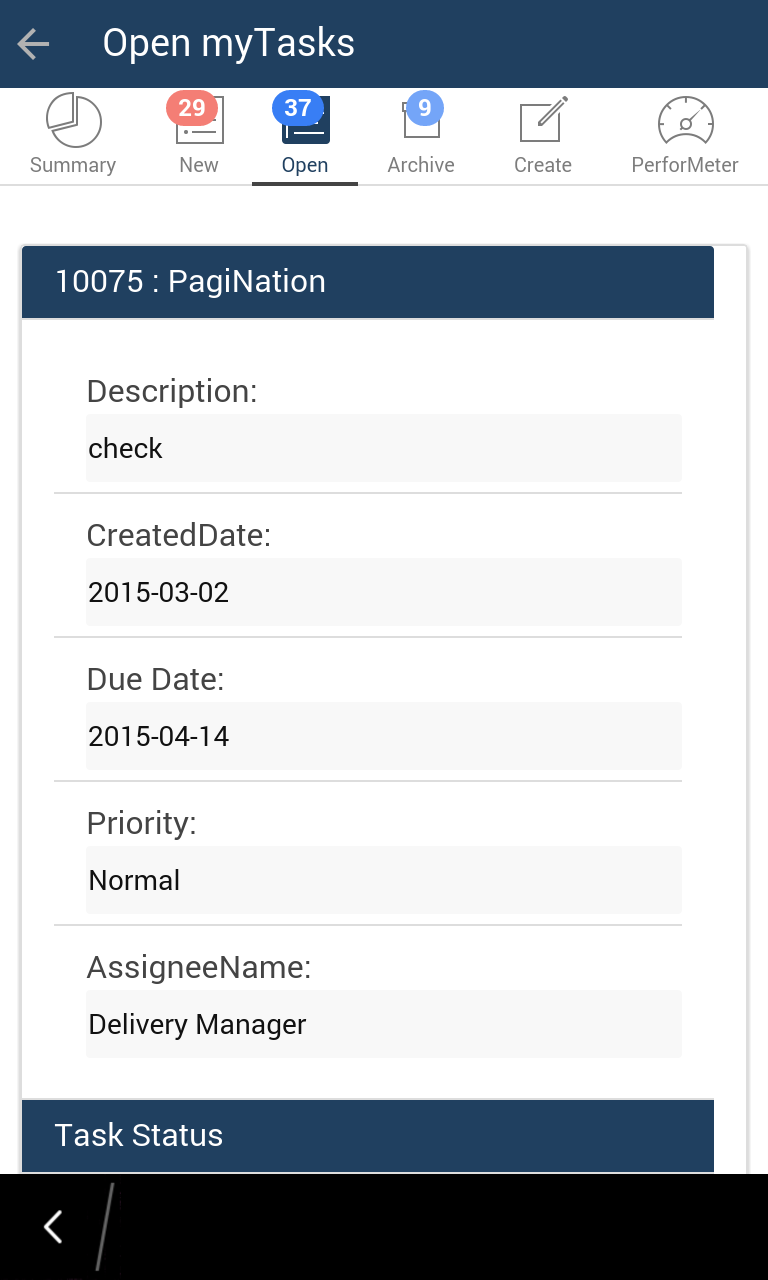 Open myTasks
29 37 9
Summary New Open Archive Create PerforMeter
10075 : PagiNation
Description:
check
CreatedDate:
2015-03-02
Due Date:
2015-04-14
Priority:
Normal
AssigneeName:
Delivery Manager
Task Status